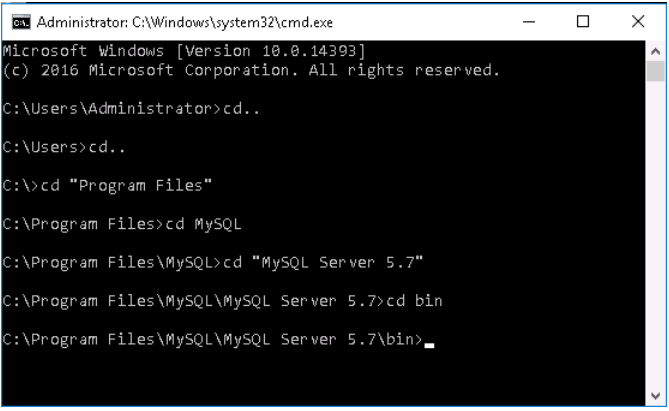 Administrator: C:\Windows\system32\cmd.exe
Microsoft Windows [Version 10.0.14393]
(c) 2016 Microsoft Corporation. All rights reserved.
C:\Users\Administrator>cd..
C:\Users>cd..
C:\>cd "Program Files"
C:\Program Files>cd MySQL
C:\Program Files\MySQL>cd "MySQL Server 5.7"
C:\Program Files\MySQL\MySQL Server 5.7>cd bin
C:\Program Files\MySQL\MySQL Server 5.7\bin>